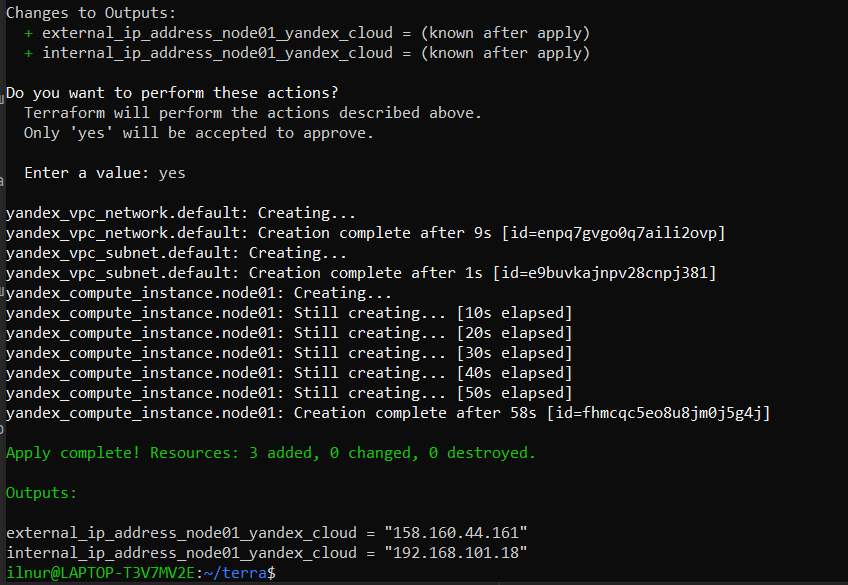 Changes to Outputs:
  + external_ip_address_node01_yandex_cloud = (known after apply)
  + internal_ip_address_node01_yandex_cloud = (known after apply)
Do you want to perform these actions?
  Terraform will perform the actions described above.
  Only 'yes' will be accepted to approve.
  Enter a value: yes
yandex_vpc_network.default: Creating...
yandex_vpc_network.default: Creation complete after 9s [id=enpq7gvgo0q7aili2ovp]
yandex_vpc_subnet.default: Creating...
yandex_vpc_subnet.default: Creation complete after 1s [id=e9buvkajnpv28cnpj381]
yandex_compute_instance.node01: Creating...
yandex_compute_instance.node01: Still creating... [10s elapsed]
yandex_compute_instance.node01: Still creating... [20s elapsed]
yandex_compute_instance.node01: Still creating... [30s elapsed]
yandex_compute_instance.node01: Still creating... [40s elapsed]
yandex_compute_instance.node01: Still creating... [50s elapsed]
yandex_compute_instance.node01: Creation complete after 58s [id=fhmcqc5eo8u8jm0j5g4j]
Apply complete! Resources: 3 added, 0 changed, 0 destroyed.
Outputs:
external_ip_address_node01_yandex_cloud = "158.160.44.161"
internal_ip_address_node01_yandex_cloud = "192.168.101.18"
ilnur@LAPTOP-T3V7MV2E:~/terra$